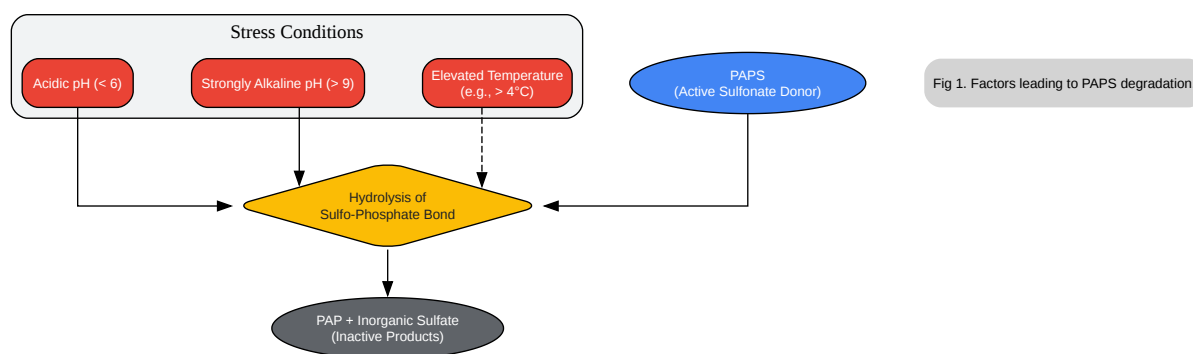 Stress Conditions
Acidic pH (< 6)
Strongly Alkaline pH (> 9)
Elevated Temperature
(e.g., > 4°C)
PAPS
(Active Sulfonate Donor)
Fig 1. Factors leading to PAPS degradation.
Hydrolysis of
Sulfo-Phosphate Bond
PAP + Inorganic Sulfate
(Inactive Products)